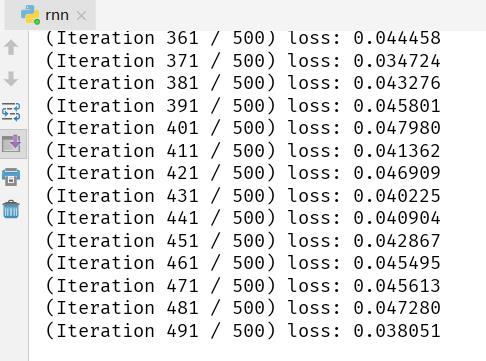 rnn
(Iteration 361 / 500) loss: 0.044458
(Iteration 371 / 500) loss: 0.034724
(Iteration 381 / 500) loss: 0.043276
(Iteration 391 / 500) loss: 0.045801
(Iteration 401 / 500) loss: 0.047980
(Iteration 411 / 500) loss: 0.041362
(Iteration 421 / 500) loss: 0.046909
(Iteration 431 / 500) loss: 0.040225
(Iteration 441 / 500) loss: 0.040904
(Iteration 451 / 500) loss: 0.042867
(Iteration 461 / 500) loss: 0.045495
(Iteration 471 / 500) loss: 0.045613
(Iteration 481 / 500) loss: 0.047280
(Iteration 491 / 500) loss: 0.038051